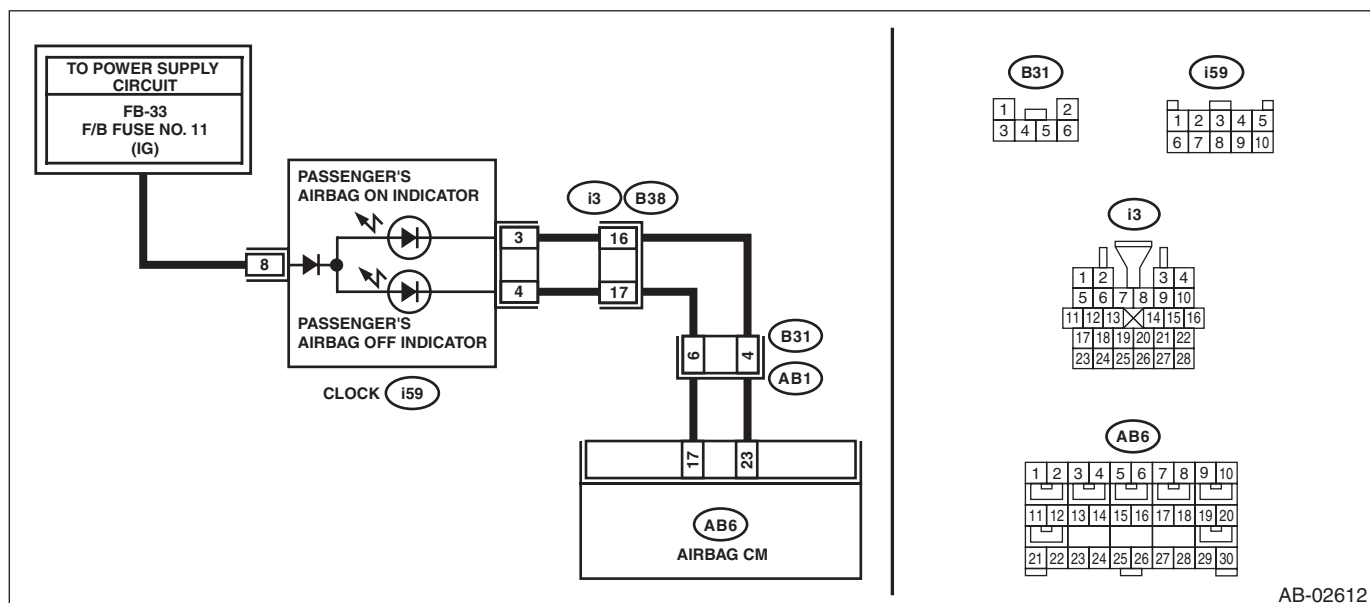 TO POWER SUPPLY
CIRCUIT
FB-33
F/B FUSE NO. 11
(IG)
8
PASSENGER'S
AIRBAG ON INDICATOR
PASSENGER'S
AIRBAG OFF INDICATOR
CLOCK i59
3
4
i3 B38
16
17
6 4
B31
AB1
17 23
AB6
AIRBAG CM
B31
1 2
3 4 5 6
i59
1 2 3 4 5
6 7 8 9 10
i3
1 2 3 4
5 6 7 8 9 10
11 12 13 14 15 16
17 18 19 20 21 22
23 24 25 26 27 28
AB6
1 2 3 4 5 6 7 8 9 10
11 12 13 14 15 16 17 18 19 20
21 22 23 24 25 26 27 28 29 30
AB-02612